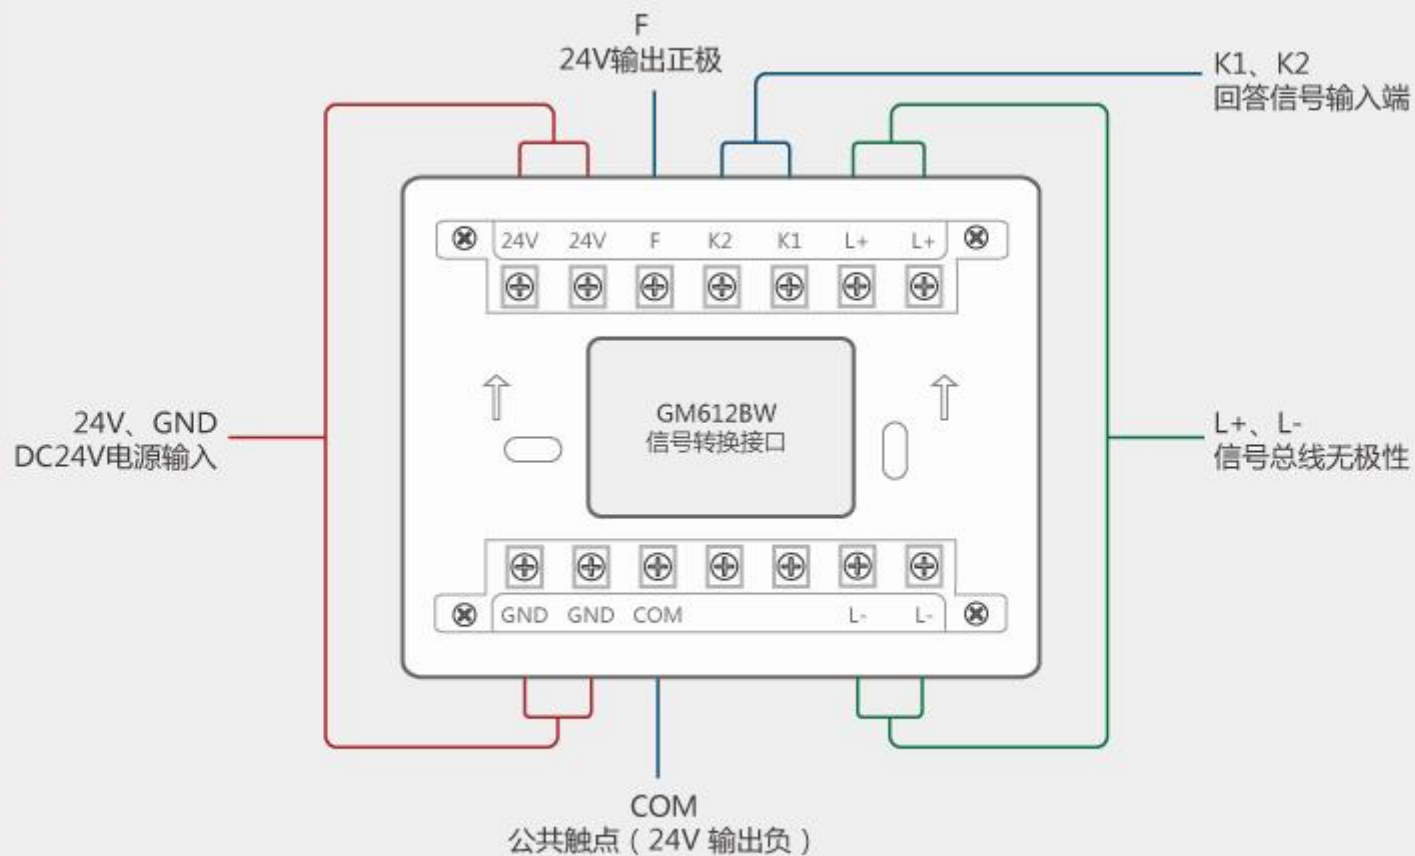 F
24V输出正极
K1、K2
回答信号输入端
24V 24V F K2 K1 L+ L+
GM612BW
信号转换接口
24V、GND
DC24V电源输入
L+、L-
信号总线无极性
GND GND COM L- L-
COM
公共触点（24V 输出负）